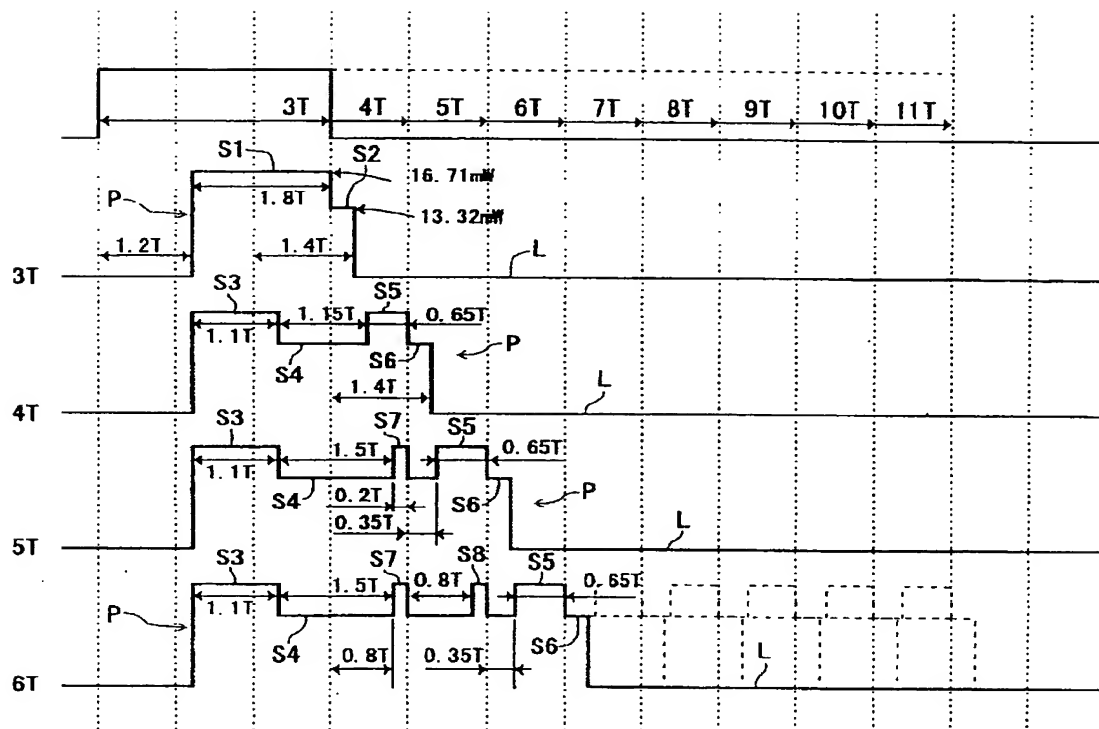 3T 4T 5T 6T 7T 8T 9T 10T 11T
S1 S2
16.71mW
P 1.8T
13.32mW
1.2T 1.4T L
3T
S3 S5
1.15T 0.65T
1.1T P
S4 S6
1.4T L
4T
S3 S7 S5
1.5T 0.65T
1.1T
S4 0.2T S6 P
0.35T L
5T
S3 S7 S8 S5
1.5T 0.8T 0.65T
P 1.1T
S4 S6
0.8T 0.35T L
6T